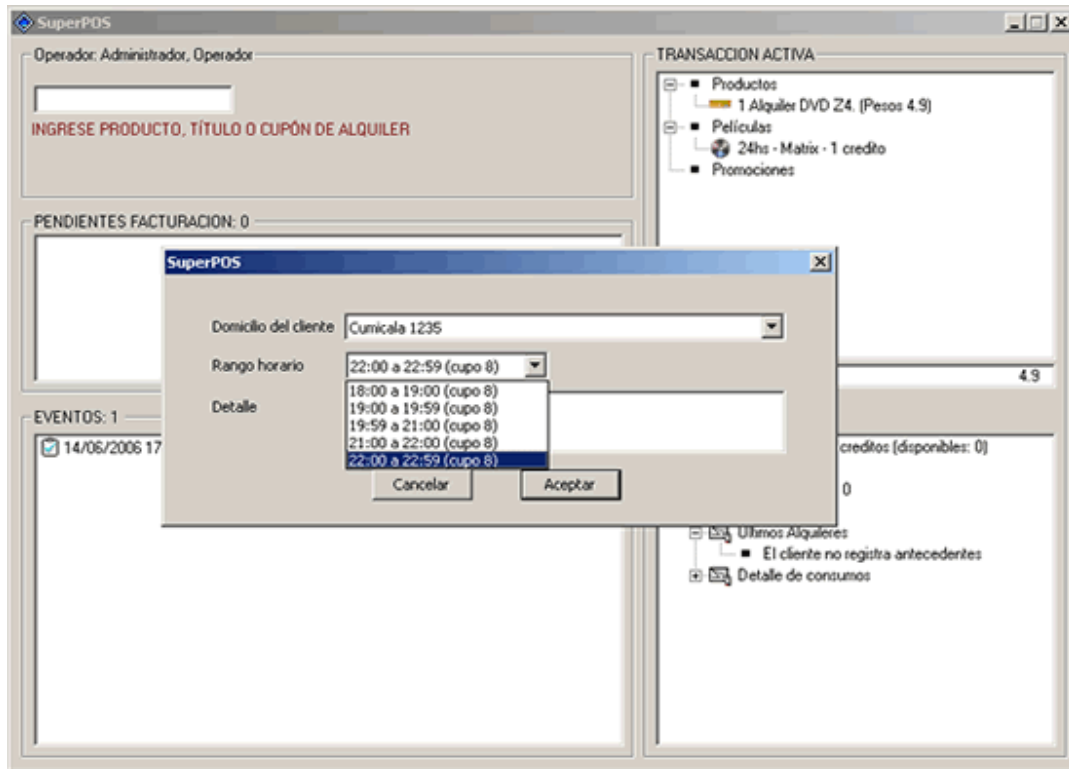 SuperPOS
Operador: Administrador, Operador
INGRESE PRODUCTO, TÍTULO O CUPÓN DE ALQUILER
PENDIENTES FACTURACION: 0
EVENTOS: 1
14/06/2006 17
TRANSACCION ACTIVA
Productos
1 Alquiler DVD Z4. (Pesos 4.9)
Películas
24hs - Matrix - 1 credito
Promociones
4.9
creditos (disponibles: 0)
0
Ultimos Alquileres
El cliente no registra antecedentes
Detalle de consumos
SuperPOS
Domicilio del cliente Cumicala 1235
Rango horario 22:00 a 22:59 (cupo 8)
18:00 a 19:00 (cupo 8)
19:00 a 19:59 (cupo 8)
19:59 a 21:00 (cupo 8)
21:00 a 22:00 (cupo 8)
22:00 a 22:59 (cupo 8)
Detalle
Cancelar Aceptar